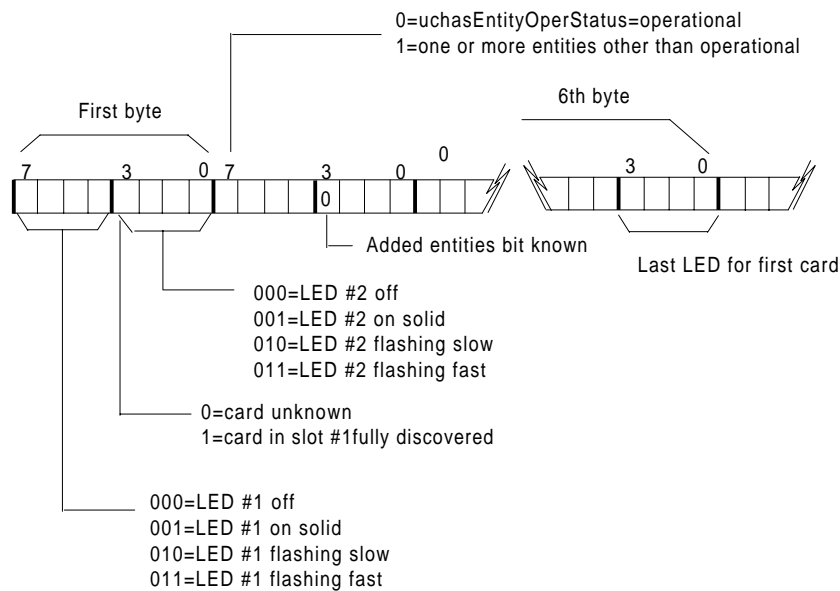 0=uchasEntityOperStatus=operational
1=one or more entities other than operational
First byte
6th byte
7 3 0 7 3 0 0 3 0
0
Added entities bit known
Last LED for first card
000=LED #2 off
001=LED #2 on solid
010=LED #2 flashing slow
011=LED #2 flashing fast
0=card unknown
1=card in slot #1fully discovered
000=LED #1 off
001=LED #1 on solid
010=LED #1 flashing slow
011=LED #1 flashing fast